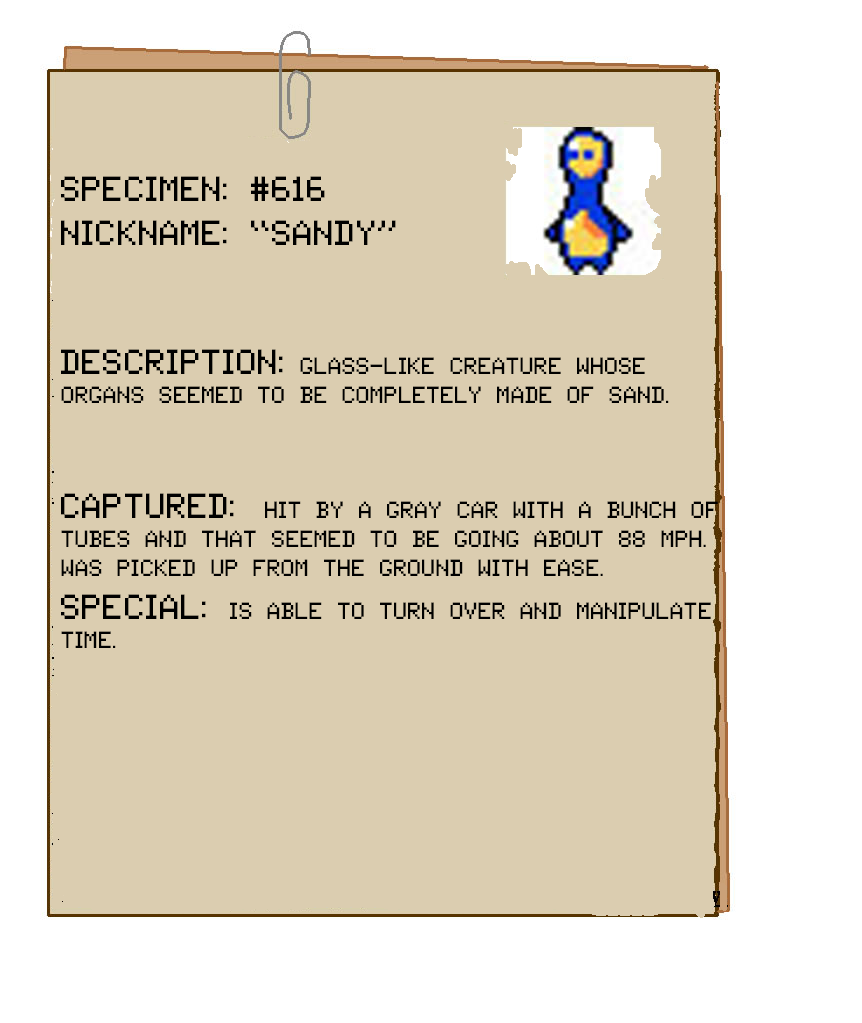 SPECIMEN: #616
NICKNAME: "SANDY"
DESCRIPTION: GLASS-LIKE CREATURE WHOSE
ORGANS SEEMED TO BE COMPLETELY MADE OF SAND.
CAPTURED: HIT BY A GRAY CAR WITH A BUNCH OF
TUBES AND THAT SEEMED TO BE GOING ABOUT 88 MPH.
WAS PICKED UP FROM THE GROUND WITH EASE.
SPECIAL: IS ABLE TO TURN OVER AND MANIPULATE
TIME.